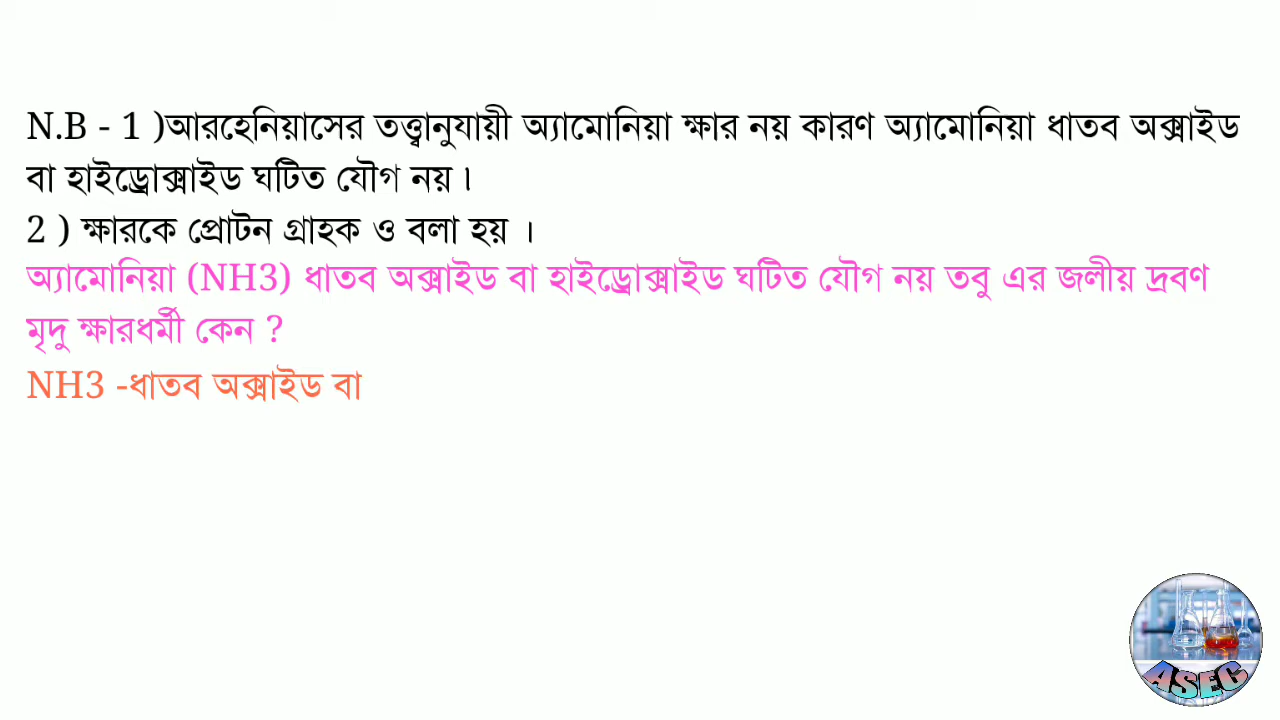 N.B - 1 )আরহেনিয়াসের তত্ত্বানুযায়ী অ্যামোনিয়া ক্ষার নয় কারণ অ্যামোনিয়া ধাতব অক্সাইড
বা হাইড্রোক্সাইড ঘটিত যৌগ নয় ৷
2 ) ক্ষারকে প্রোটন গ্রাহক ও বলা হয় ।
অ্যামোনিয়া (NH3) ধাতব অক্সাইড বা হাইড্রোক্সাইড ঘটিত যৌগ নয় তবু এর জলীয় দ্রবণ
মৃদু ক্ষারধর্মী কেন ?
NH3 -ধাতব অক্সাইড বা
ASEC